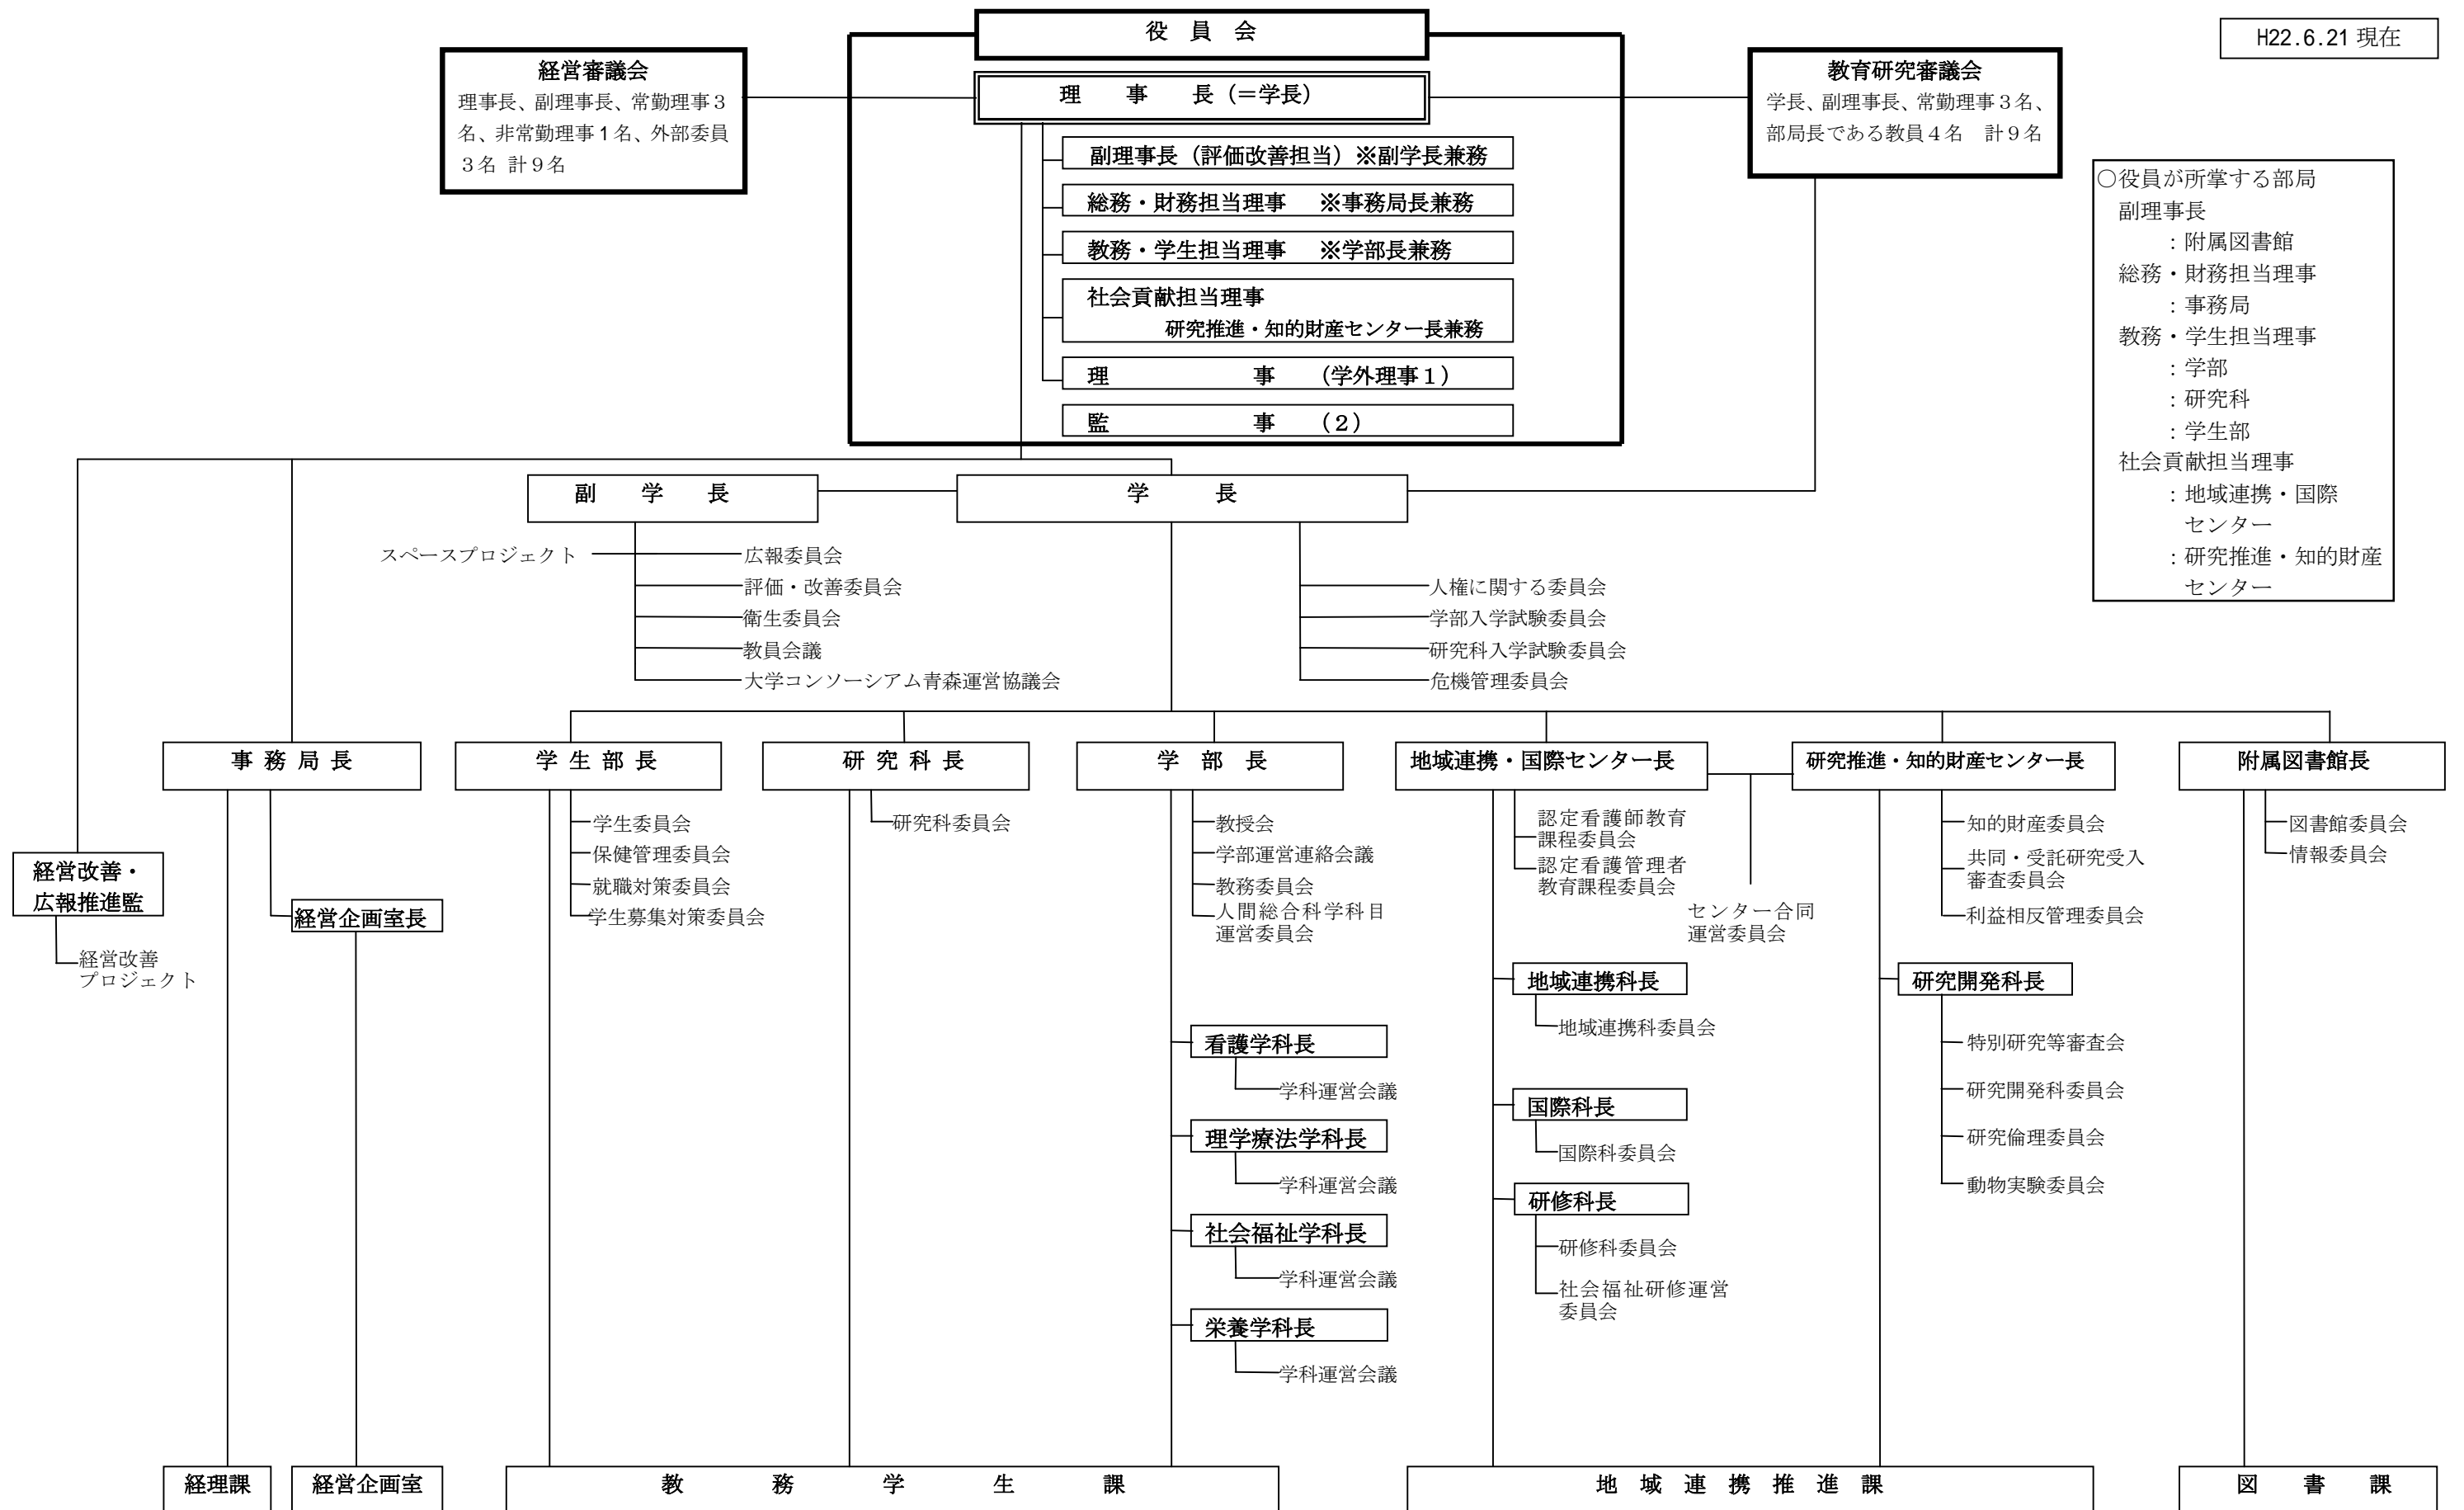 役 員 会
H22.6.21 現在
経営審議会
理事長、副理事長、常勤理事３
名、非常勤理事１名、外部委員
３名 計９名
理 事 長（＝学長）
教育研究審議会
学長、副理事長、常勤理事３名、
部局長である教員４名　計９名
副理事長（評価改善担当）※副学長兼務
総務・財務担当理事　※事務局長兼務
教務・学生担当理事　※学部長兼務
社会貢献担当理事
研究推進・知的財産センター長兼務
理 事 （学外理事１）
監 事 （２）
○役員が所掌する部局
副理事長
：附属図書館
総務・財務担当理事
：事務局
教務・学生担当理事
：学部
：研究科
：学生部
社会貢献担当理事
：地域連携・国際
センター
：研究推進・知的財産
センター
副 学 長
学 長
スペースプロジェクト
広報委員会
評価・改善委員会
衛生委員会
教員会議
大学コンソーシアム青森運営協議会
人権に関する委員会
学部入学試験委員会
研究科入学試験委員会
危機管理委員会
事 務 局 長
学 生 部 長
研 究 科 長
学 部 長
地域連携・国際センター長
研究推進・知的財産センター長
附属図書館長
経営改善・
広報推進監
経営改善
プロジェクト
経営企画室長
学生委員会
保健管理委員会
就職対策委員会
学生募集対策委員会
研究科委員会
教授会
学部運営連絡会議
教務委員会
人間総合科学科目
運営委員会
看護学科長
学科運営会議
理学療法学科長
学科運営会議
社会福祉学科長
学科運営会議
栄養学科長
学科運営会議
認定看護師教育
課程委員会
認定看護管理者
教育課程委員会
センター合同
運営委員会
地域連携科長
地域連携科委員会
国際科長
国際科委員会
研修科長
研修科委員会
社会福祉研修運営
委員会
知的財産委員会
共同・受託研究受入
審査委員会
利益相反管理委員会
研究開発科長
特別研究等審査会
研究開発科委員会
研究倫理委員会
動物実験委員会
図書館委員会
情報委員会
経理課
経営企画室
教 務 学 生 課
地 域 連 携 推 進 課
図 書 課